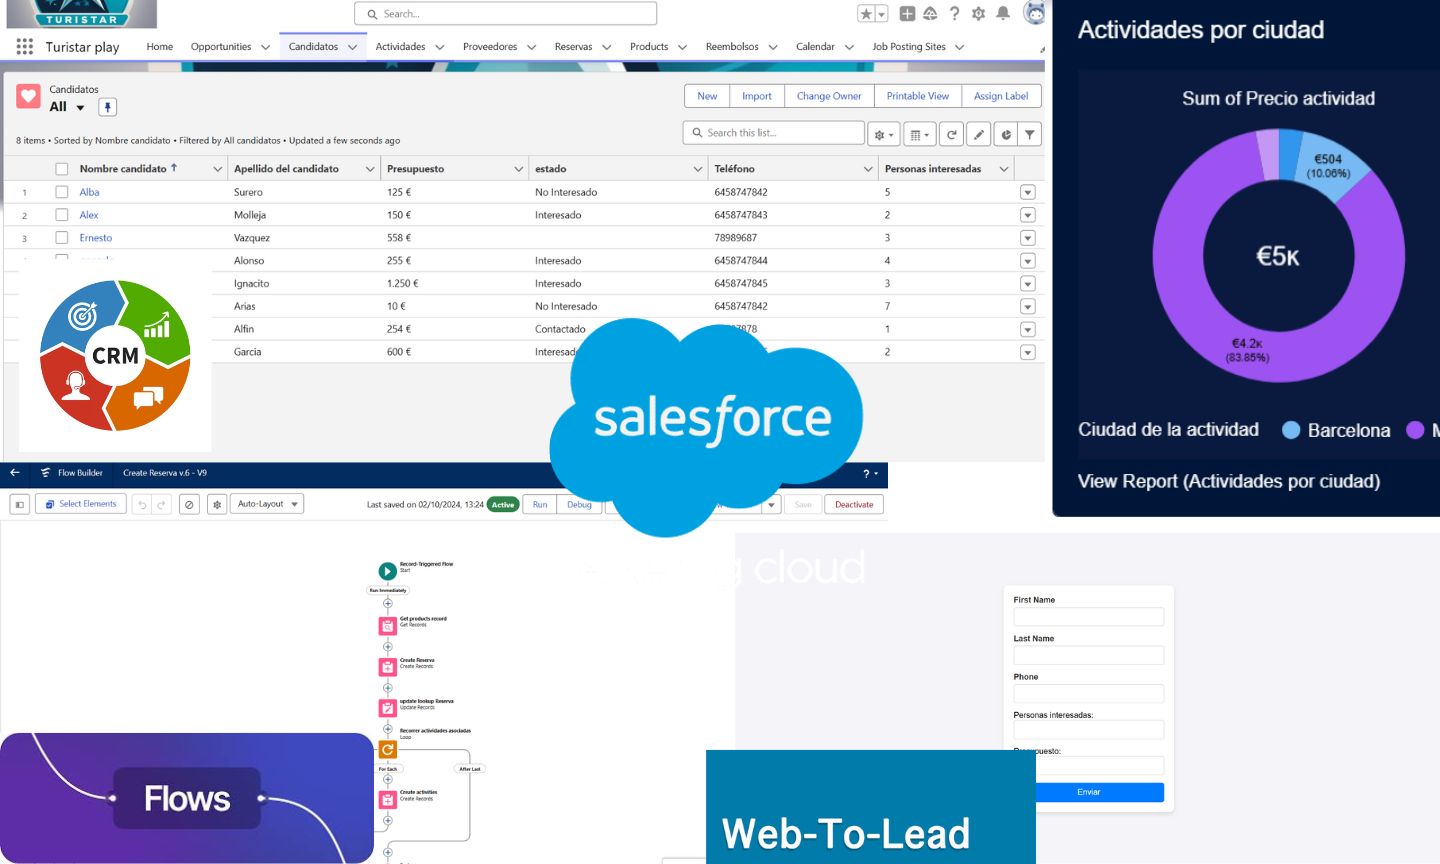 TURISTAR
Search...
Turistar play
Home
Opportunities
Candidatos
Actividades
Proveedores
Reservas
Products
Reembolsos
Calendar
Job Posting Sites
Candidatos
All
New
Import
Change Owner
Printable View
Assign Label
8 items • Sorted by Nombre candidato • Filtered by All candidatos • Updated a few seconds ago
Search this list...
Nombre candidato
Apellido del candidato
Presupuesto
estado
Teléfono
Personas interesadas
1 Alba Surero 125 € No Interesado 6458747842 5
2 Alex Molleja 150 € Interesado 6458747843 2
3 Ernesto Vazquez 558 € 78989687 3
Alonso 255 € Interesado 6458747844 4
Ignacito 1.250 € Interesado 6458747845 3
Arias 10 € No Interesado 6458747842 7
Alfin 254 € Contactado 1
Garcia 600 € 2
CRM
salesforce
cloud
Actividades por ciudad
Sum of Precio actividad
€504
(10.06%)
€5K
€4.2K
(83.85%)
Ciudad de la actividad
Barcelona
M
View Report (Actividades por ciudad)
Flow Builder
Create Reserva v.6 - V9
?
Select Elements
Auto-Layout
Last saved on 02/10/2024, 13:24
Active
Run
Debug
Save
Deactivate
Record-Triggered Flow
Start
Run Immediately
Get products record
Get Records
Create Reserva
Create Records
update lookup Reserva
Update Records
Recorrer actividades asociadas
Loop
For Each
After Last
Create activities
Create Records
Flows
First Name
Last Name
Phone
Personas interesadas:
Enviar
Web-To-Lead